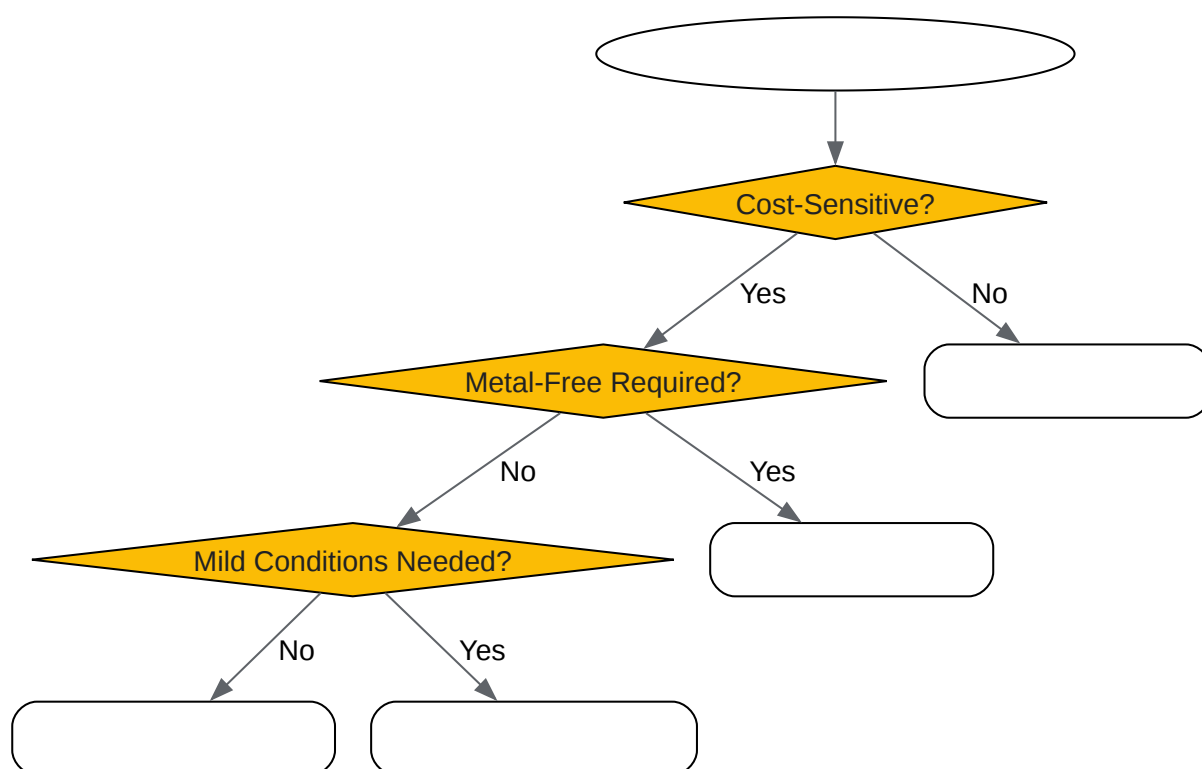 Cost-Sensitive?
Yes
No
Metal-Free Required?
No
Yes
Mild Conditions Needed?
No
Yes